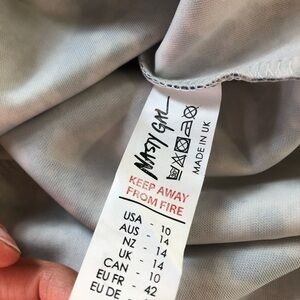 NASTY GAL
MADE IN UK
KEEP AWAY
FROM FIRE
USA - 10
AUS - 14
NZ - 14
UK - 14
CAN - 10
EU FR - 42
EU DE -